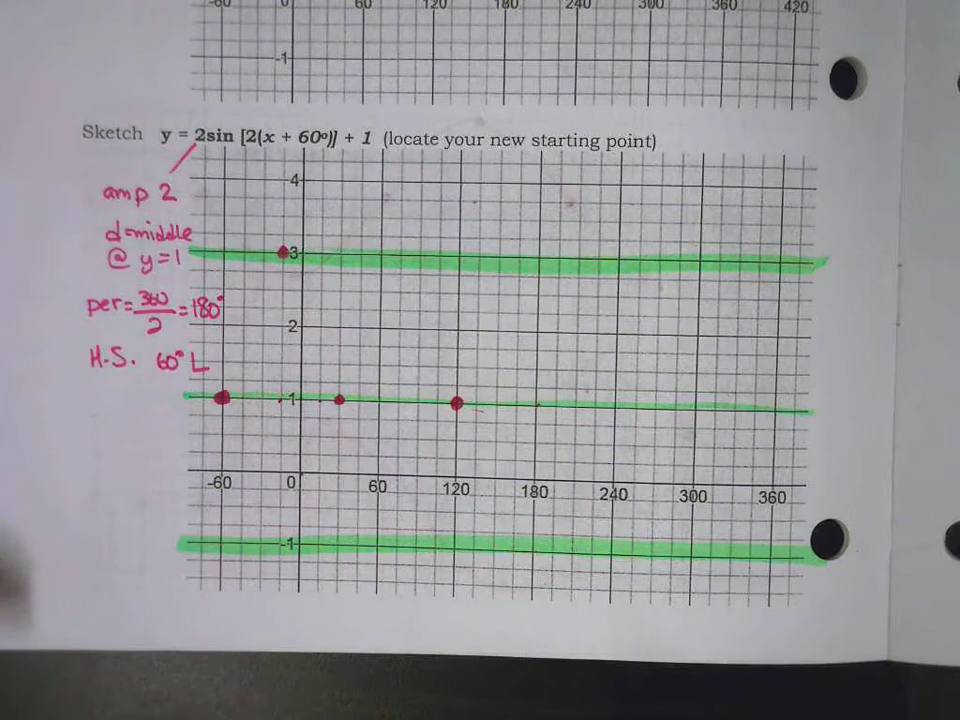 -60 0 60 120 180 240 300 360 420
-1
Sketch y = 2sin [2(x + 60º)] + 1 (locate your new starting point)
4
amp 2
d=middle
@ y=1
3
per= 360/2 = 180°
2
H.S. 60° L
1
-60 0 60 120 180 240 300 360
-1